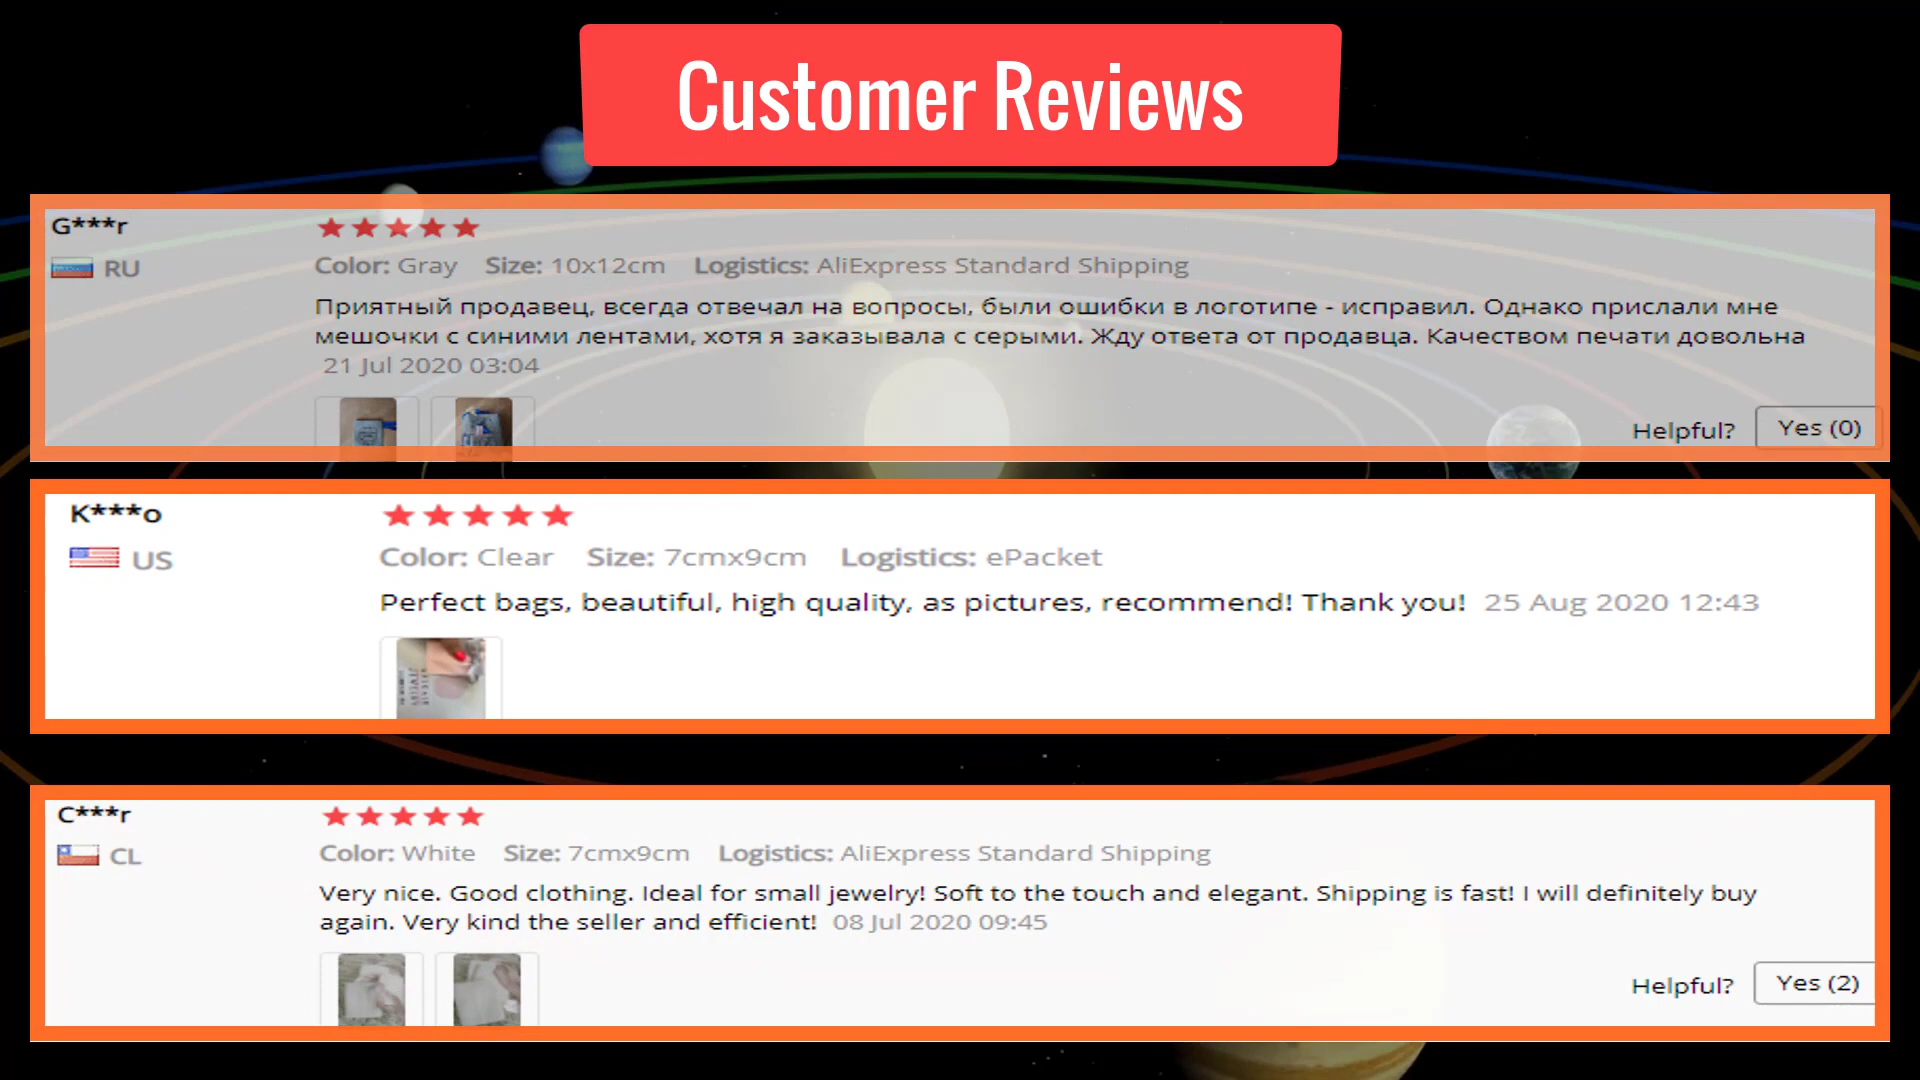 Customer Reviews
G***r
RU
Color: Gray Size: 10x12cm Logistics: AliExpress Standard Shipping
Приятный продавец, всегда отвечал на вопросы, были ошибки в логотипе - исправил. Однако прислали мне
мешочки с синими лентами, хотя я заказывала с серыми. Жду ответа от продавца. Качеством печати довольна
21 Jul 2020 03:04
Helpful? Yes (0)
K***o
US
Color: Clear Size: 7cmx9cm Logistics: ePacket
Perfect bags, beautiful, high quality, as pictures, recommend! Thank you! 25 Aug 2020 12:43
C***r
CL
Color: White Size: 7cmx9cm Logistics: AliExpress Standard Shipping
Very nice. Good clothing. Ideal for small jewelry! Soft to the touch and elegant. Shipping is fast! I will definitely buy
again. Very kind the seller and efficient! 08 Jul 2020 09:45
Helpful? Yes (2)